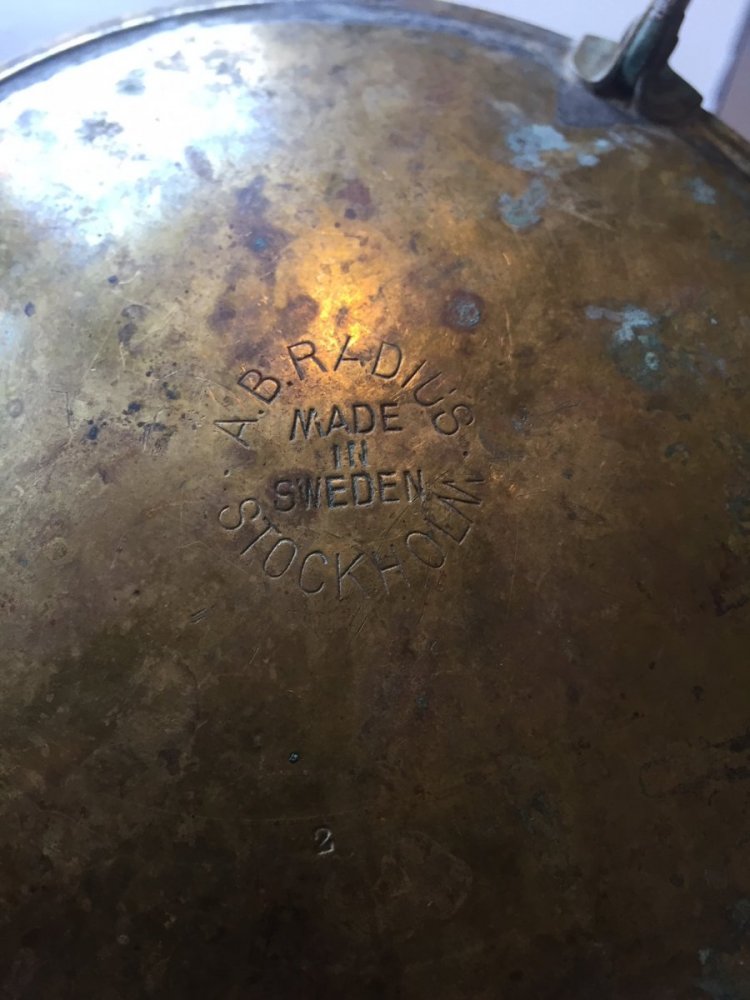 A.B.RADIUS
MADE
IN
SWEDEN
STOCKHOLM.
2